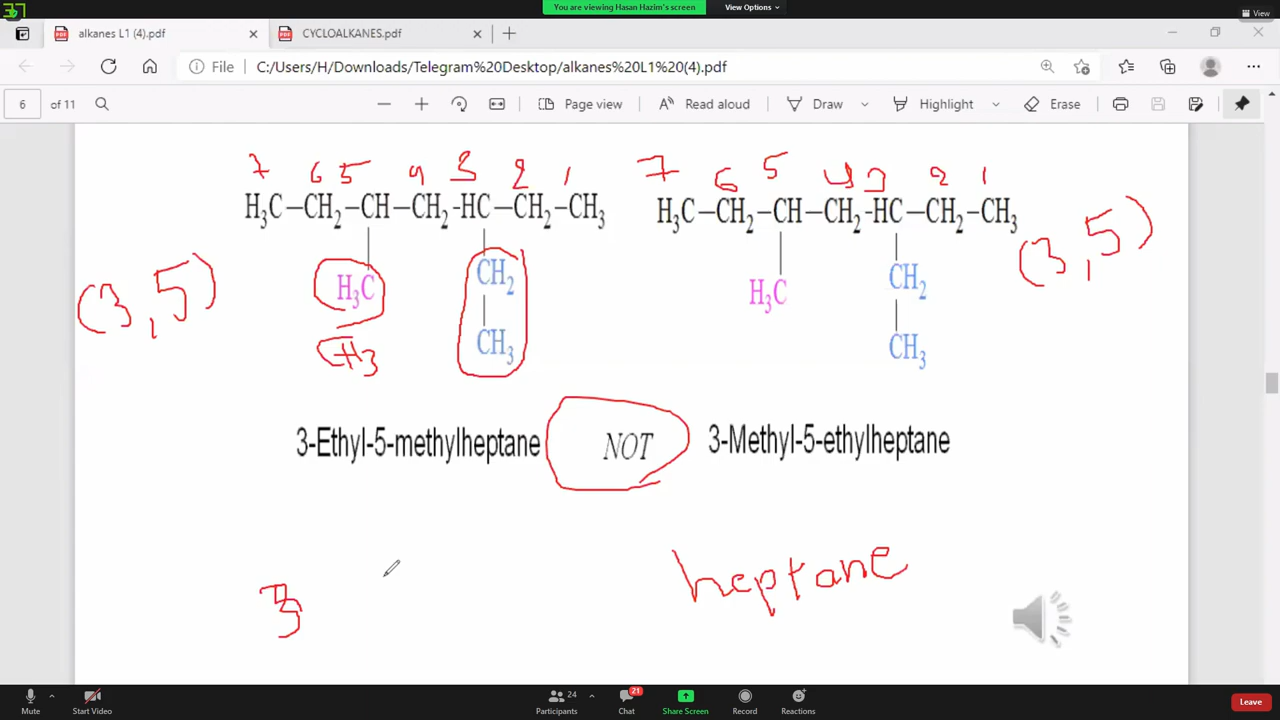 37
You are viewing Hasan Hazim's screen
View Options
View
alkanes L1 (4).pdf
CYCLOALKANES.pdf
File
C:/Users/H/Downloads/Telegram%20Desktop/alkanes%20L1%20(4).pdf
6 of 11
Page view
Read aloud
Draw
Highlight
Erase
7 6 5 4 3 2 1
7 6 5 4 3 2 1
H₃C–CH₂–CH–CH₂-HC–CH₂–CH₃
H₃C–CH₂–CH–CH₂-HC–CH₂–CH₃
(3,5)
H₃C
CH₂
CH₃
CH₃
(3,5)
H₃C
CH₂
CH₃
3-Ethyl-5-methylheptane NOT 3-Methyl-5-ethylheptane
3
heptane
Mute
Start Video
Participants
24
Chat
21
Share Screen
Record
Reactions
Leave